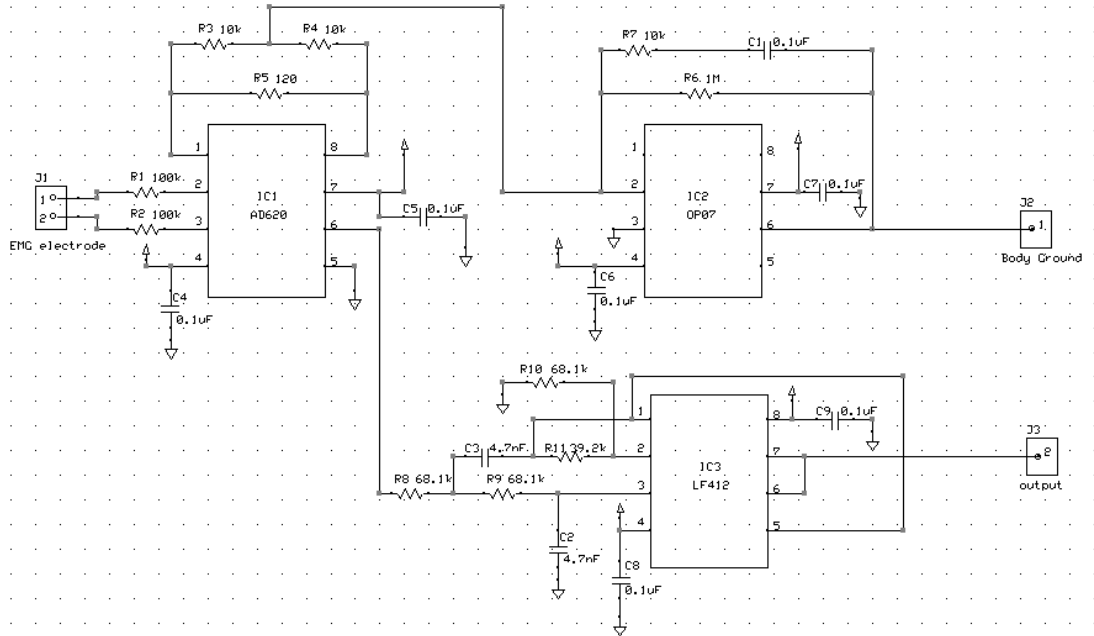 R3 10k
R4 10k
R5 120
1
8
2
7
3
6
4
5
IC1
AD620
J1
1
2
EMG electrode
R1 100k
R2 100k
C4
0.1uF
C5 0.1uF
R7 10k
C1 0.1uF
R6 1M
1
8
2
7
3
6
4
5
IC2
OP07
C7 0.1uF
C6
0.1uF
J2
1
Body Ground
R10 68.1k
C3 4.7nF
R11 39.2k
R8 68.1k
R9 68.1k
C2
4.7nF
1
8
2
7
3
6
4
5
IC3
LF412
C9 0.1uF
C8
0.1uF
J3
2
output